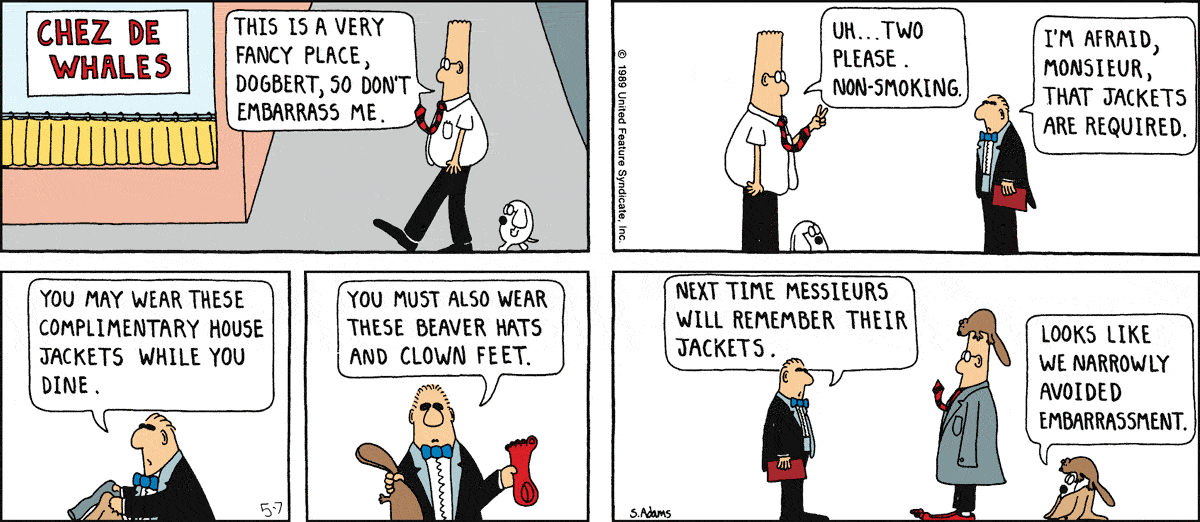 CHEZ DE
WHALES
THIS IS A VERY
FANCY PLACE,
DOGBERT, SO DON'T
EMBARRASS ME.
© 1989 United Feature Syndicate, Inc.
UH...TWO
PLEASE.
NON-SMOKING.
I'M AFRAID,
MONSIEUR,
THAT JACKETS
ARE REQUIRED.
YOU MAY WEAR THESE
COMPLIMENTARY HOUSE
JACKETS WHILE YOU
DINE.
5-7
YOU MUST ALSO WEAR
THESE BEAVER HATS
AND CLOWN FEET.
NEXT TIME MESSIEURS
WILL REMEMBER THEIR
JACKETS.
LOOKS LIKE
WE NARROWLY
AVOIDED
EMBARRASSMENT.
S.Adams